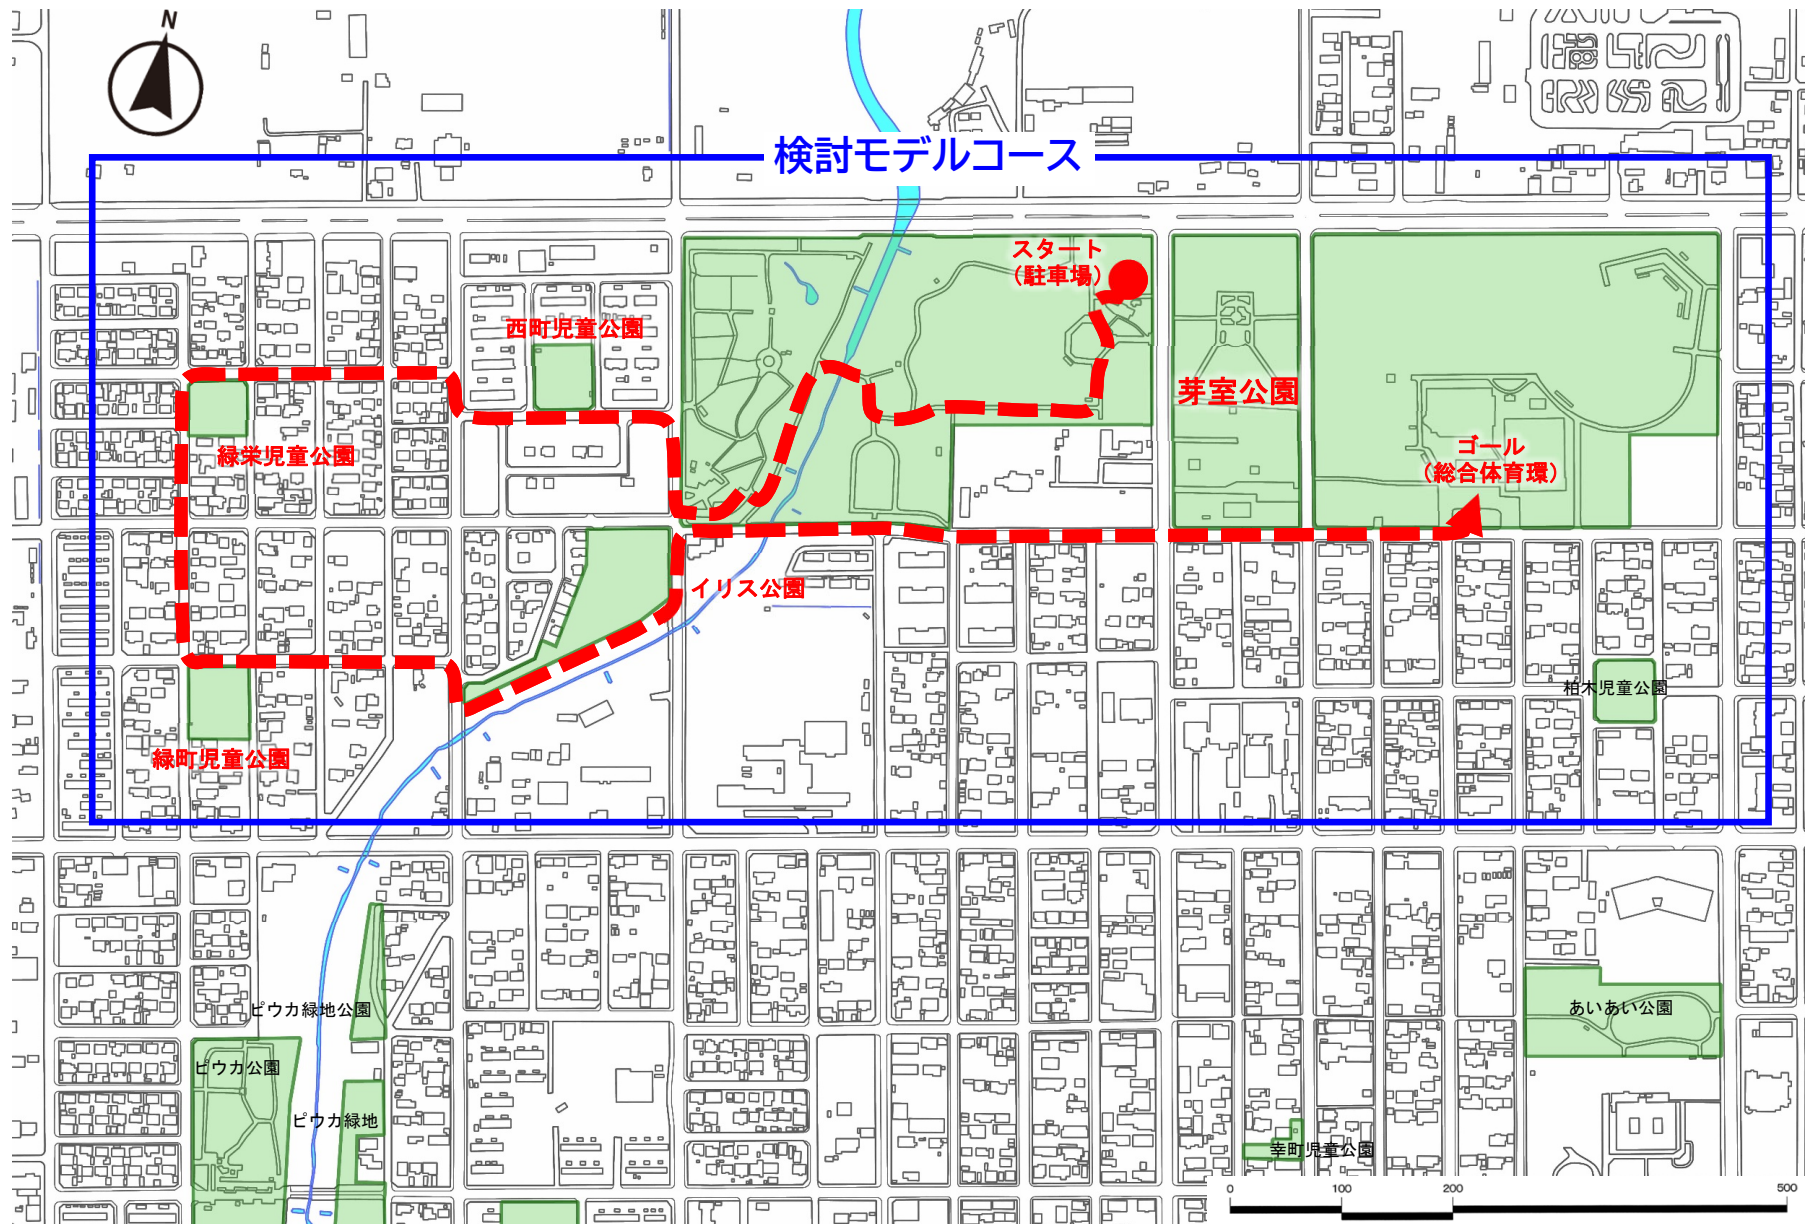 N
検討モデルコース
スタート
（駐車場）
西町児童公園
芽室公園
緑栄児童公園
ゴール
（総合体育環）
イリス公園
柏木児童公園
緑町児童公園
ピウカ緑地公園
あいあい公園
ピウカ公園
ピウカ緑地
幸町児童公園
0 100 200 500